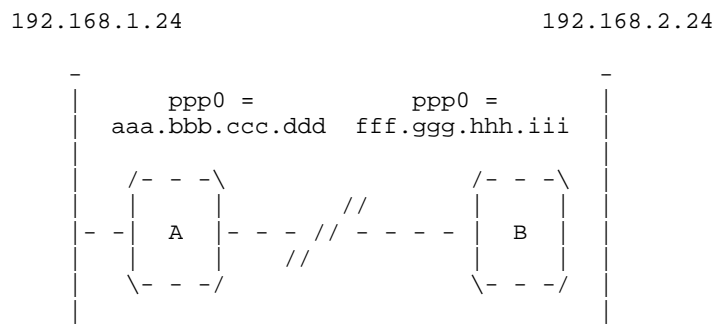 192.168.1.24 192.168.2.24
ppp0 = ppp0 =
aaa.bbb.ccc.ddd fff.ggg.hhh.iii
A B